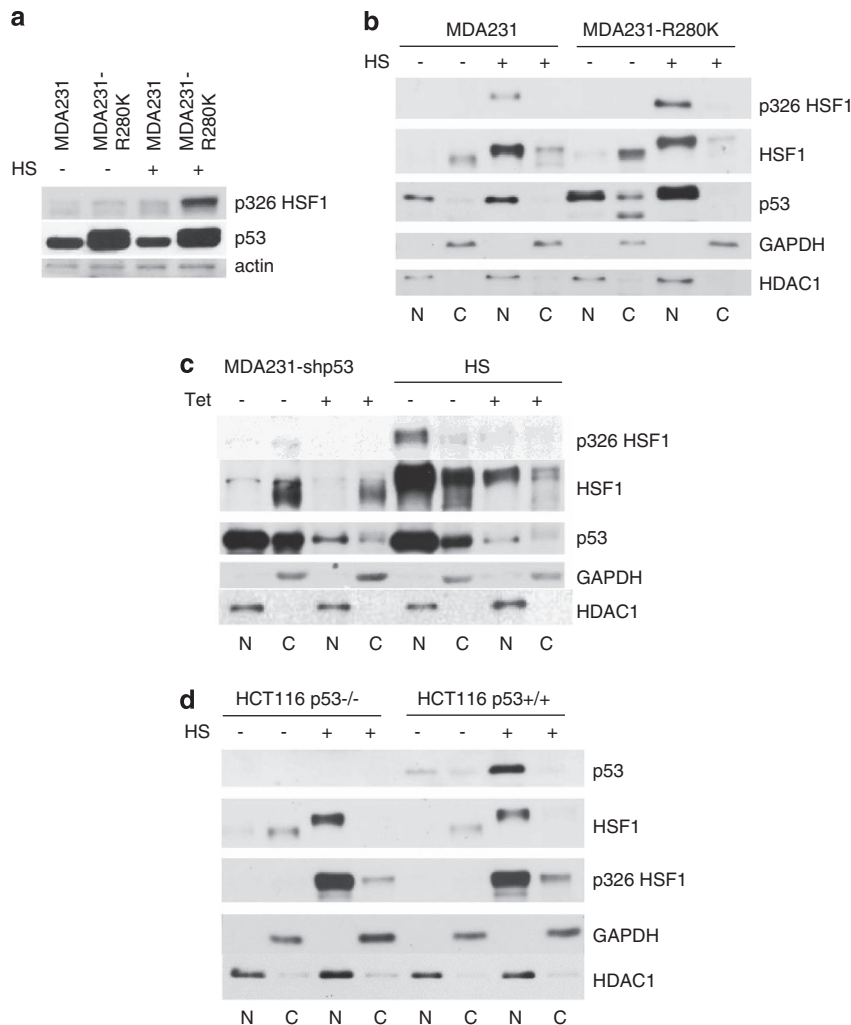 a
MDA231
MDA231-
R280K
MDA231
MDA231-
R280K
HS - - + +
p326 HSF1
p53
actin
b
MDA231 MDA231-R280K
HS - - + + - - + +
p326 HSF1
HSF1
p53
GAPDH
HDAC1
N C N C N C N C
c
MDA231-shp53 HS
Tet - - + + - - + +
p326 HSF1
HSF1
p53
GAPDH
HDAC1
N C N C N C N C
d
HCT116 p53-/- HCT116 p53+/+
HS - - + + - - + +
p53
HSF1
p326 HSF1
GAPDH
HDAC1
N C N C N C N C